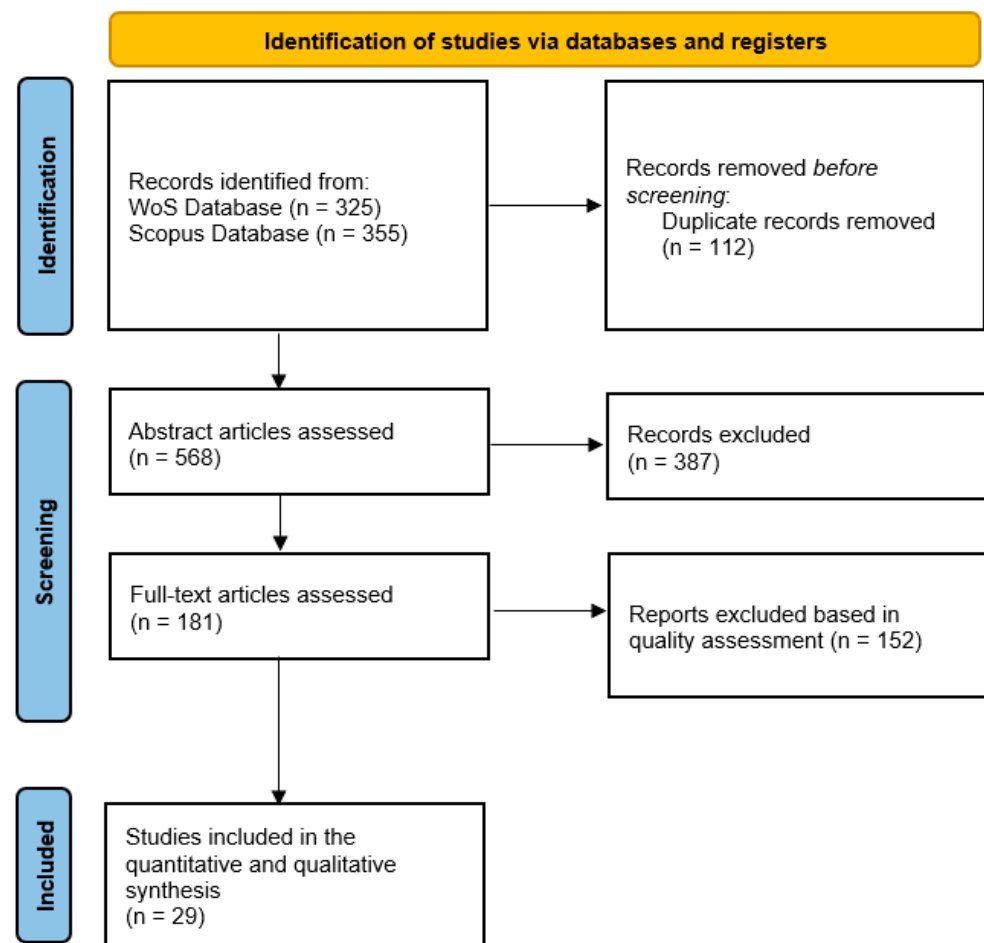 Identification of studies via databases and registers
Identification
Records identified from:
WoS Database (n = 325)
Scopus Database (n = 355)
Records removed before
screening:
Duplicate records removed
(n = 112)
Screening
Abstract articles assessed
(n = 568)
Records excluded
(n = 387)
Full-text articles assessed
(n = 181)
Reports excluded based in
quality assessment (n = 152)
Included
Studies included in the
quantitative and qualitative
synthesis
(n = 29)